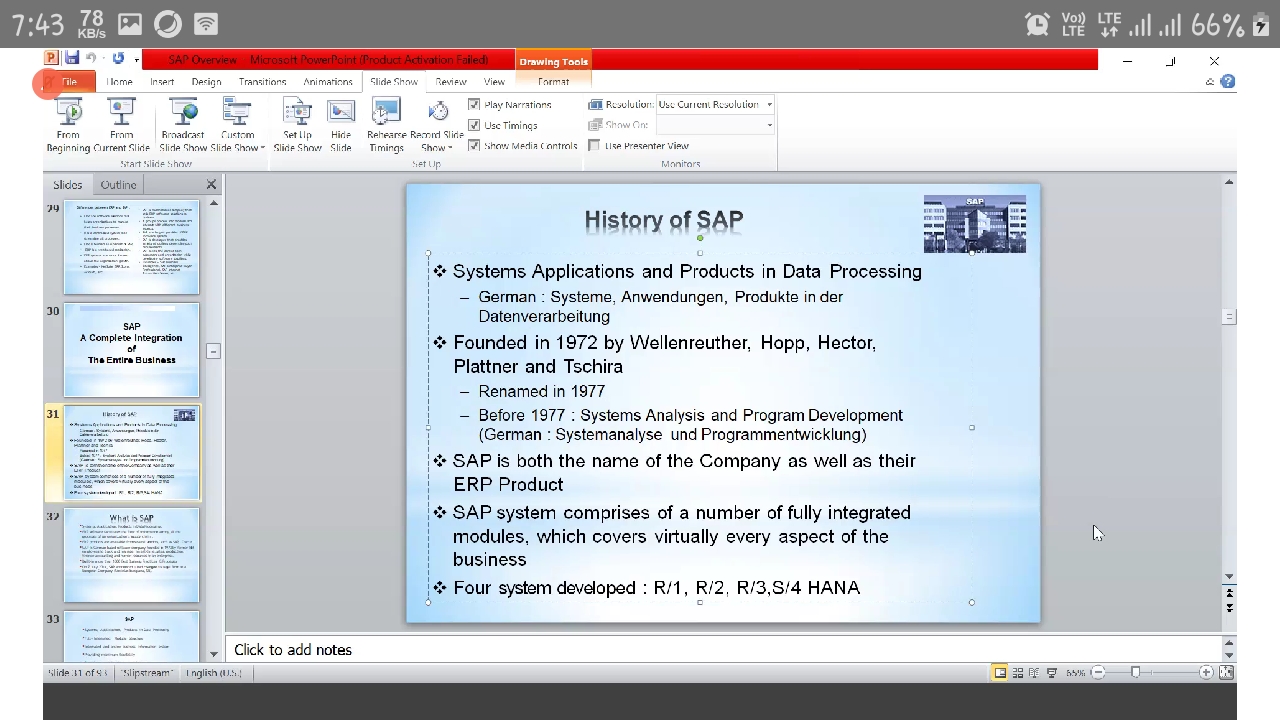 7:43 78 KB/s Vo) LTE LTE 66%
SAP Overview Microsoft PowerPoint (Product Activation Failed) Drawing Tools
File Home Insert Design Transitions Animations Slide Show Review View Format
From Beginning From Current Slide Broadcast Slide Show Custom Slide Show Set Up Slide Show Hide Slide Rehearse Timings Record Slide Show
Play Narrations
Use Timings
Show Media Controls
Resolution: Use Current Resolution
Show On:
Use Presenter View
Start Slide Show Set Up Monitors
Slides Outline
29
30
SAP
A Complete Integration
of
The Entire Business
31
History of SAP
32
What is SAP
33
SAP
History of SAP
SAP
❖ Systems Applications and Products in Data Processing
– German : Systeme, Anwendungen, Produkte in der
Datenverarbeitung
❖ Founded in 1972 by Wellenreuther, Hopp, Hector,
Plattner and Tschira
– Renamed in 1977
– Before 1977 : Systems Analysis and Program Development
(German : Systemanalyse und Programmentwicklung)
❖ SAP is both the name of the Company as well as their
ERP Product
❖ SAP system comprises of a number of fully integrated
modules, which covers virtually every aspect of the
business
❖ Four system developed : R/1, R/2, R/3,S/4 HANA
Click to add notes
Slide 31 of 93 "Slipstream" English (U.S.) 65%